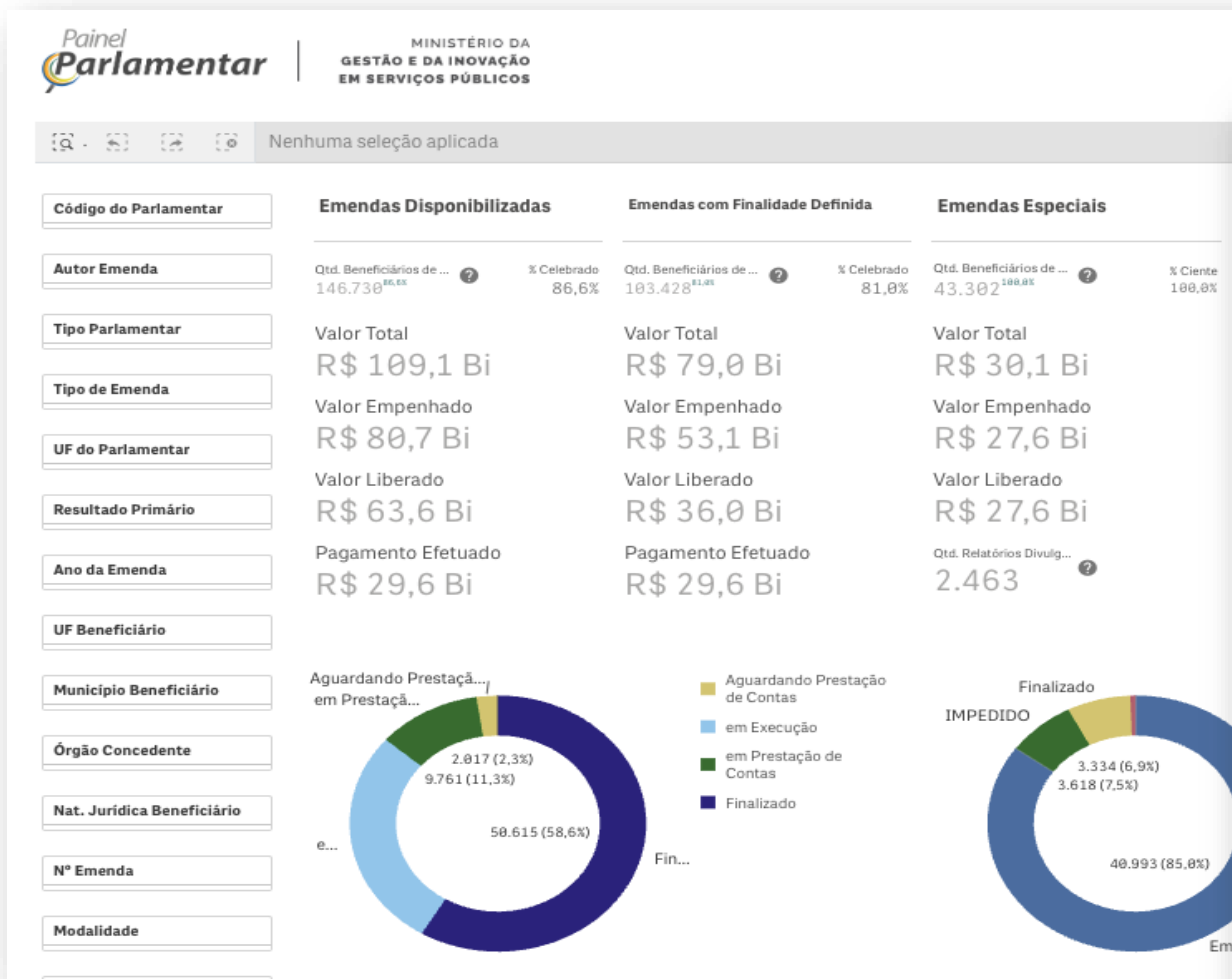 Painel
Parlamentar
MINISTÉRIO DA
GESTÃO E DA INOVAÇÃO
EM SERVIÇOS PÚBLICOS
Nenhuma seleção aplicada
Código do Parlamentar
Autor Emenda
Tipo Parlamentar
Tipo de Emenda
UF do Parlamentar
Resultado Primário
Ano da Emenda
UF Beneficiário
Município Beneficiário
Órgão Concedente
Nat. Jurídica Beneficiário
Nº Emenda
Modalidade
Emendas Disponibilizadas
Qtd. Beneficiários de ...
146.730 86,6%
% Celebrado
86,6%
Valor Total
R$ 109,1 Bi
Valor Empenhado
R$ 80,7 Bi
Valor Liberado
R$ 63,6 Bi
Pagamento Efetuado
R$ 29,6 Bi
Emendas com Finalidade Definida
Qtd. Beneficiários de ...
103.428 81,0%
% Celebrado
81,0%
Valor Total
R$ 79,0 Bi
Valor Empenhado
R$ 53,1 Bi
Valor Liberado
R$ 36,0 Bi
Pagamento Efetuado
R$ 29,6 Bi
Emendas Especiais
Qtd. Beneficiários de ...
43.302 100,0%
% Ciente
100,0%
Valor Total
R$ 30,1 Bi
Valor Empenhado
R$ 27,6 Bi
Valor Liberado
R$ 27,6 Bi
Qtd. Relatórios Divulg...
2.463
Aguardando Prestaçã...
em Prestaçã...
2.017 (2,3%)
9.761 (11,3%)
50.615 (58,6%)
e...
Fin...
Aguardando Prestação
de Contas
em Execução
em Prestação de
Contas
Finalizado
Finalizado
IMPEDIDO
3.334 (6,9%)
3.618 (7,5%)
40.993 (85,0%)
Em